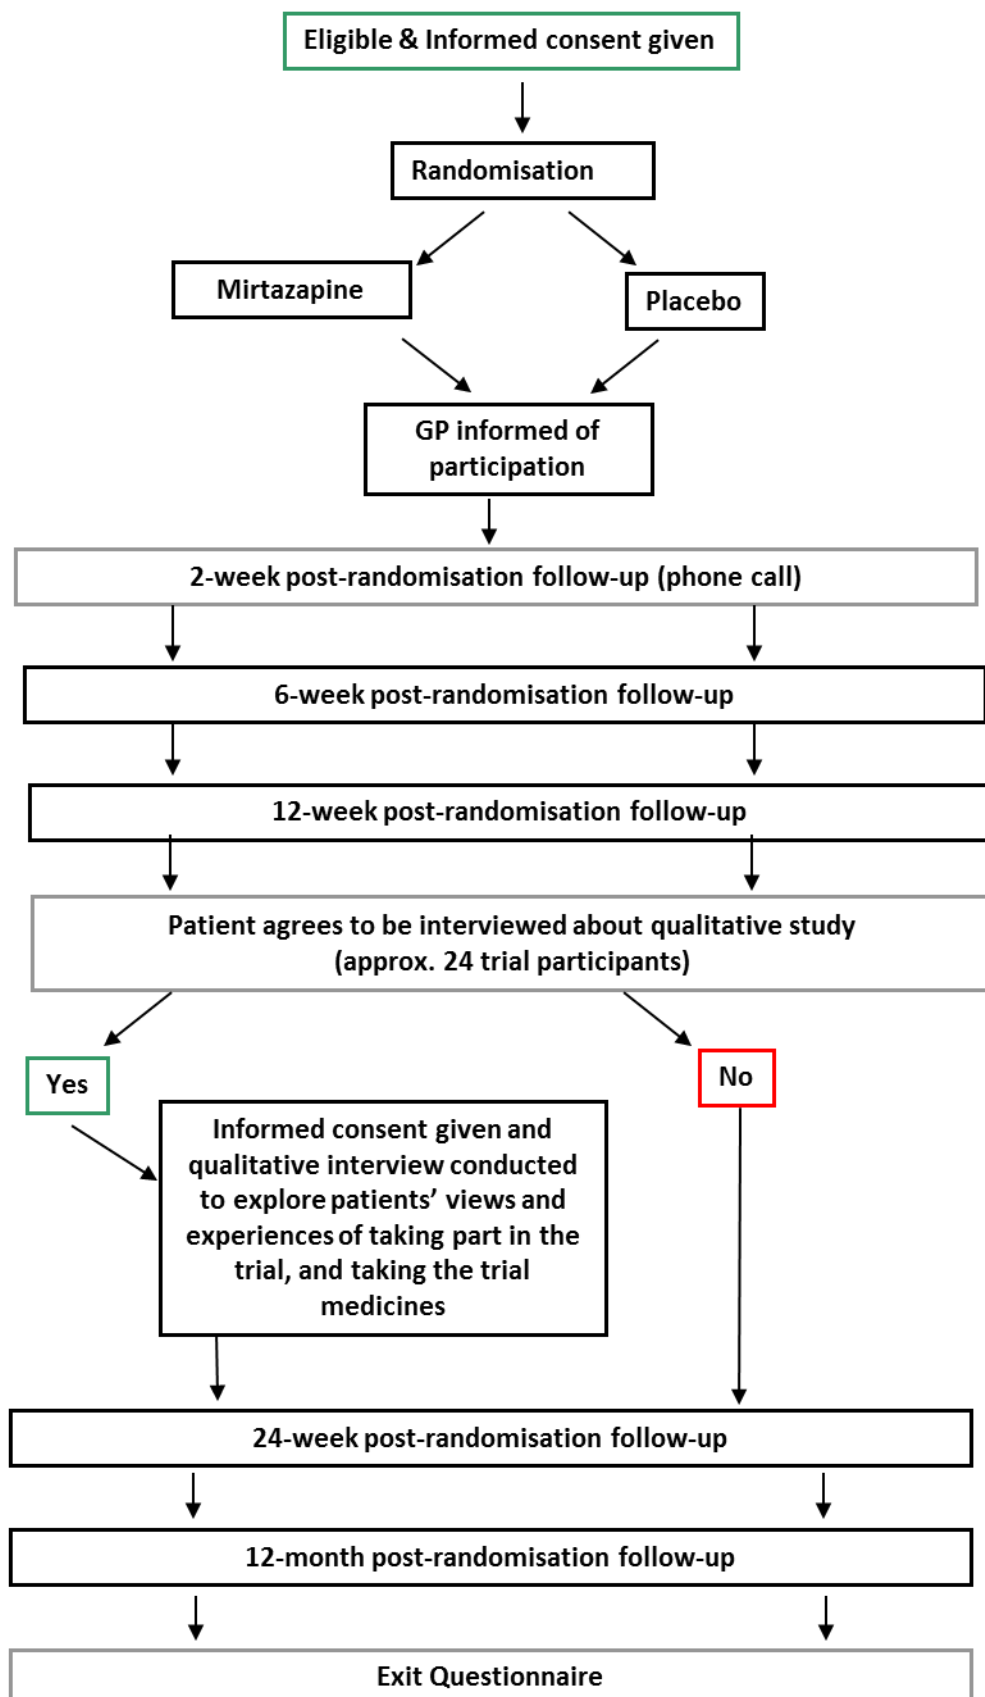 Eligible & Informed consent given
Randomisation
Mirtazapine
Placebo
GP informed of
participation
2-week post-randomisation follow-up (phone call)
6-week post-randomisation follow-up
12-week post-randomisation follow-up
Patient agrees to be interviewed about qualitative study
(approx. 24 trial participants)
Yes
No
Informed consent given and
qualitative interview conducted
to explore patients’ views and
experiences of taking part in the
trial, and taking the trial
medicines
24-week post-randomisation follow-up
12-month post-randomisation follow-up
Exit Questionnaire